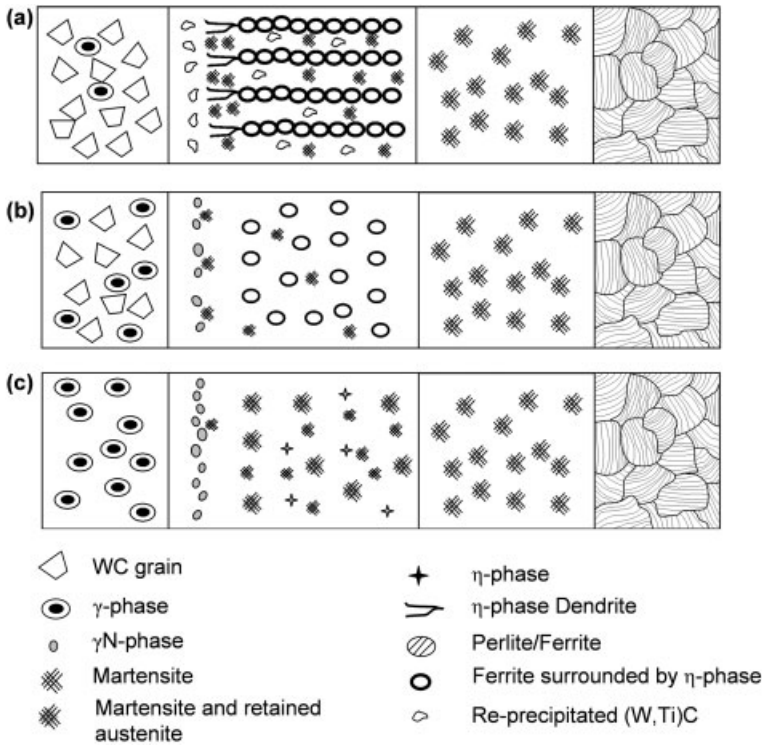 (a)
(b)
(c)
WC grain
γ-phase
γN-phase
Martensite
Martensite and retained
austenite
η-phase
η-phase Dendrite
Perlite/Ferrite
Ferrite surrounded by η-phase
Re-precipitated (W,Ti)C